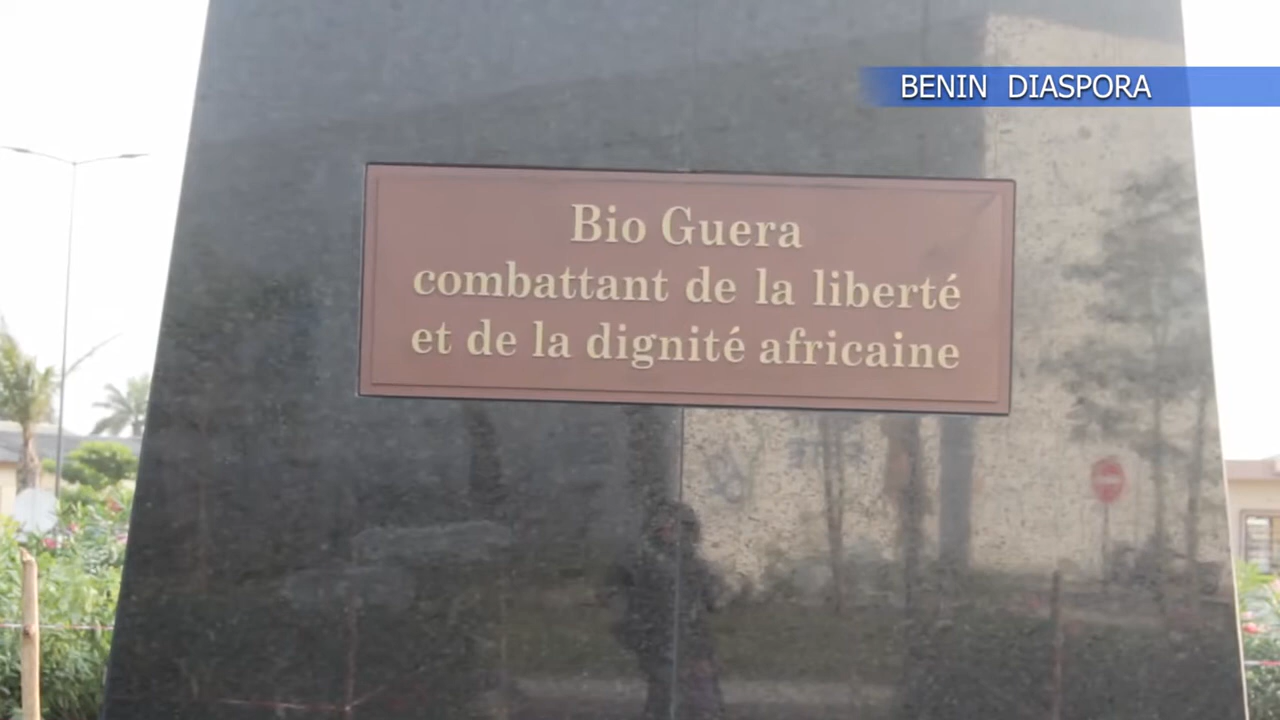 BENIN DIASPORA
Bio Guera
combattant de la liberté
et de la dignité africaine